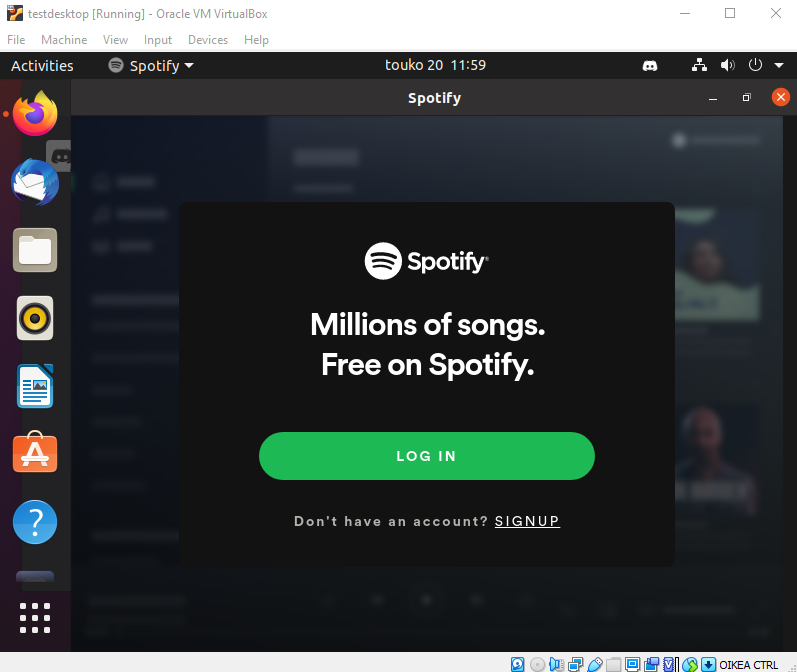 testdesktop [Running] - Oracle VM VirtualBox
File Machine View Input Devices Help
Activities Spotify touko 20 11:59
Spotify
Spotify
Millions of songs.
Free on Spotify.
LOG IN
Don't have an account? SIGNUP
OIKEA CTRL